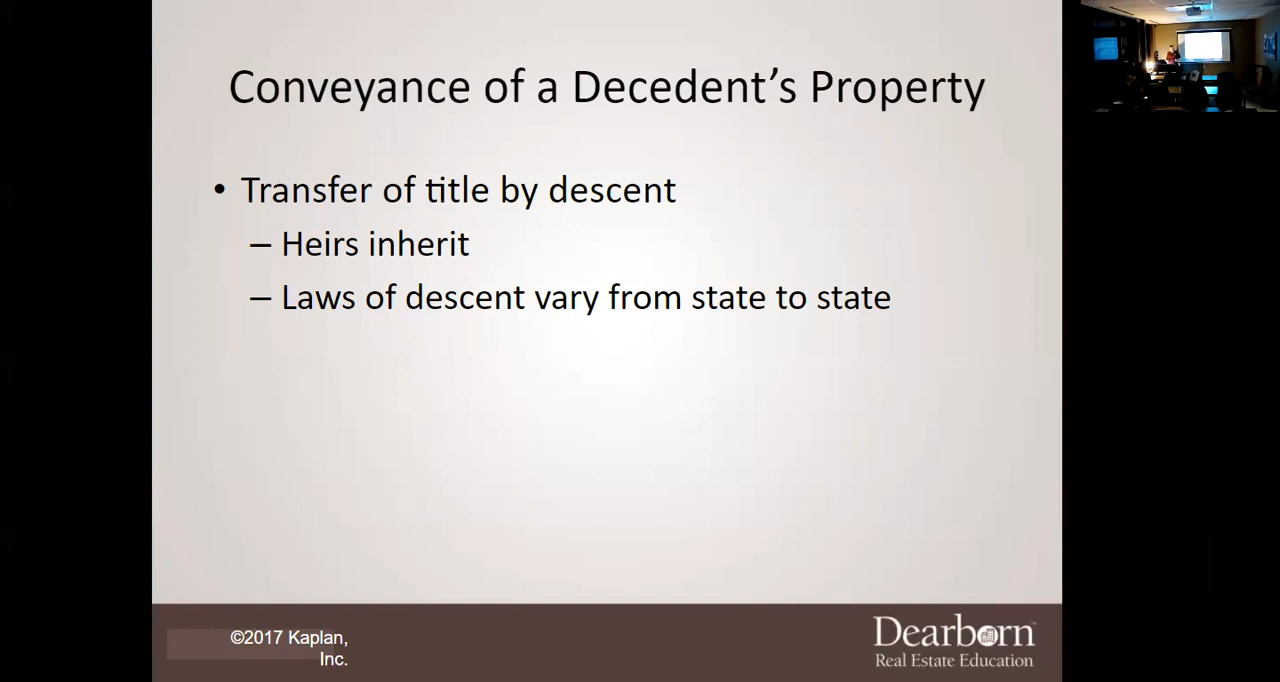 Conveyance of a Decedent’s Property
• Transfer of title by descent
– Heirs inherit
– Laws of descent vary from state to state
©2017 Kaplan,
Inc.
Dearborn™
Real Estate Education